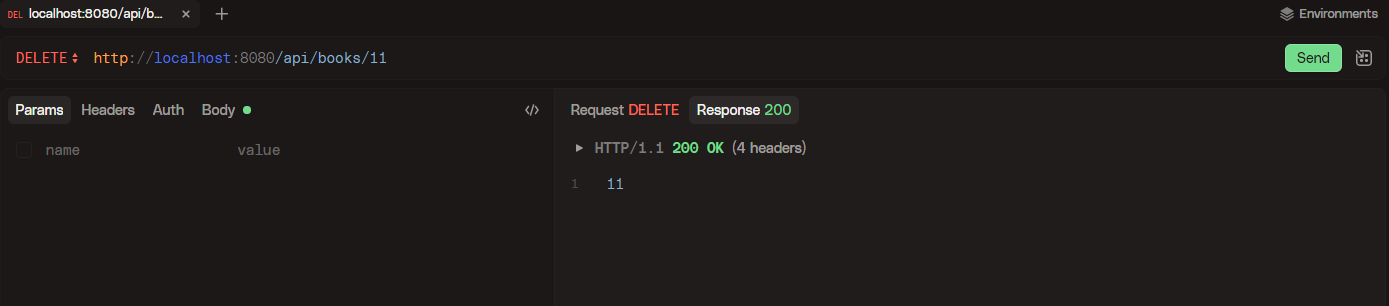 DEL localhost:8080/api/b... × + Environments
DELETE http://localhost:8080/api/books/11 Send
Params Headers Auth Body </> Request DELETE Response 200
HTTP/1.1 200 OK (4 headers)
name value
1 11